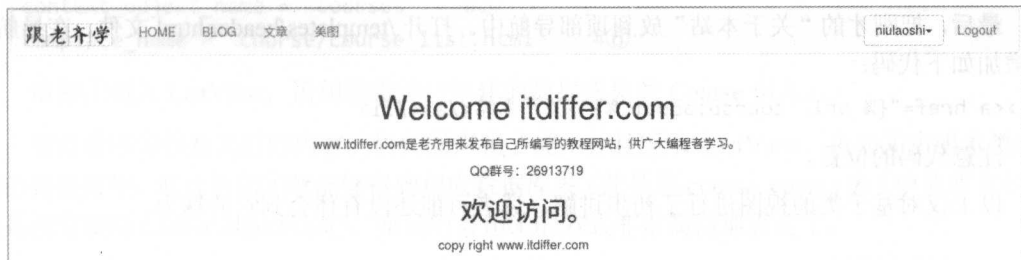 跟老齐学 HOME BLOG 文章 美图 niulaoshi Logout
Welcome itdiffer.com
www.itdiffer.com是老齐用来发布自己所编写的教程网站，供广大编程者学习。
QQ群号：26913719
欢迎访问。
copy right www.itdiffer.com